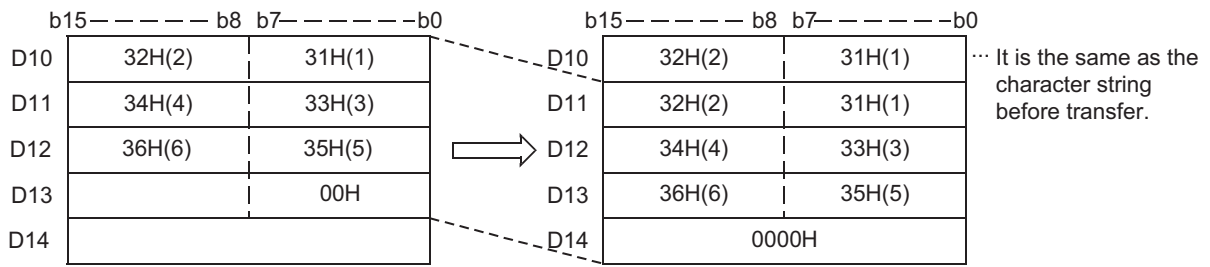 b15 b8 b7 b0 b15 b8 b7 b0
D10 32H(2) 31H(1) D10 32H(2) 31H(1) ··· It is the same as the
character string
before transfer.
D11 34H(4) 33H(3) D11 32H(2) 31H(1)
D12 36H(6) 35H(5) D12 34H(4) 33H(3)
D13 00H D13 36H(6) 35H(5)
D14 D14 0000H